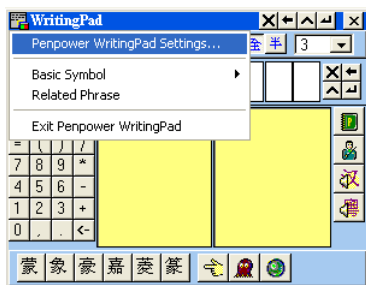 WritingPad
Penpower WritingPad Settings...
全 半 3
Basic Symbol
Related Phrase
Exit Penpower WritingPad
= ( ) /
7 8 9 *
4 5 6 -
1 2 3 +
0 , . <-
汉
蒙 象 豪 嘉 菱 篆